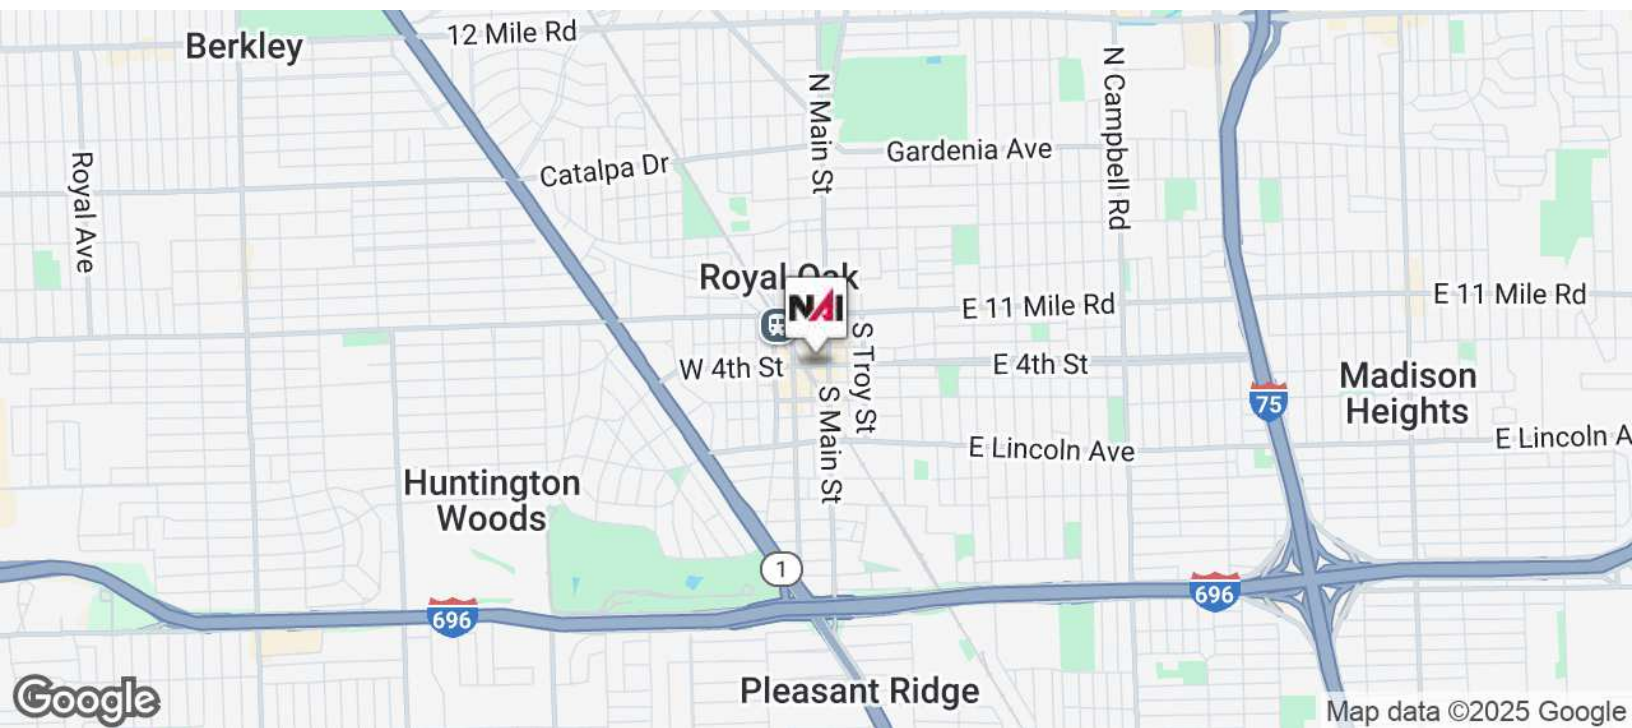 Berkley
12 Mile Rd
N Main St
N Campbell Rd
Gardenia Ave
Catalpa Dr
Royal Ave
Royal Oak
NAI
E 11 Mile Rd
E 11 Mile Rd
W 4th St
S Troy St
E 4th St
75
Madison
Heights
S Main St
E Lincoln Ave
E Lincoln A
Huntington
Woods
1
696
696
Pleasant Ridge
Google
Map data ©2025 Google